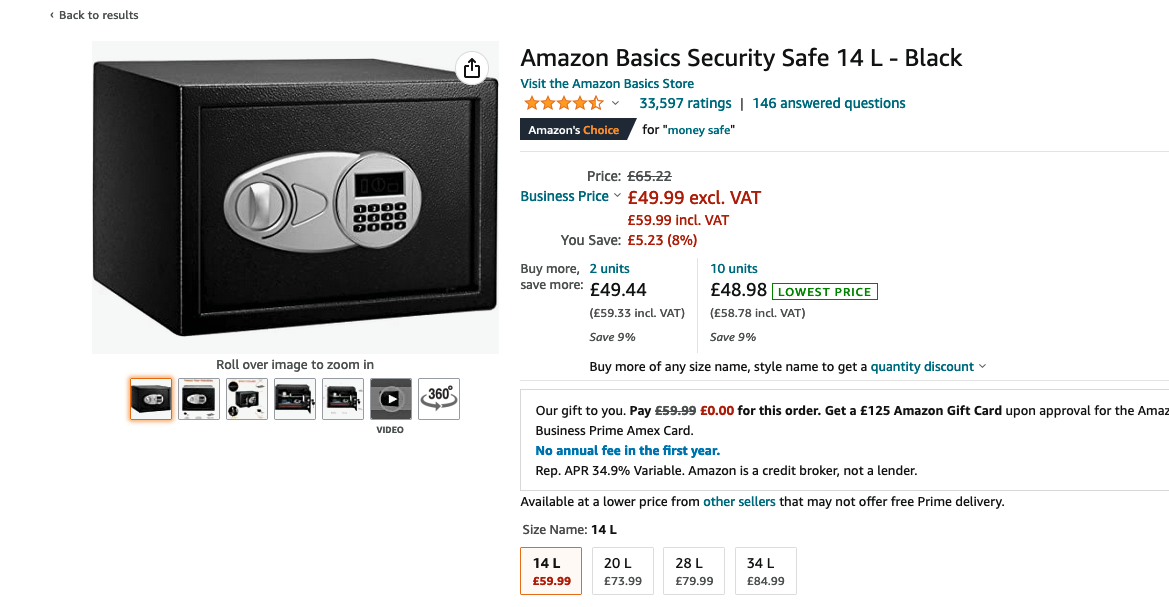 ‹ Back to results
Amazon Basics Security Safe 14 L - Black
Visit the Amazon Basics Store
33,597 ratings | 146 answered questions
Amazon's Choice for "money safe"
Price: £65.22
Business Price £49.99 excl. VAT
£59.99 incl. VAT
You Save: £5.23 (8%)
Buy more, save more:
2 units
£49.44
(£59.33 incl. VAT)
Save 9%
10 units
£48.98 LOWEST PRICE
(£58.78 incl. VAT)
Save 9%
Buy more of any size name, style name to get a quantity discount
Roll over image to zoom in
360°
VIDEO
Our gift to you. Pay £59.99 £0.00 for this order. Get a £125 Amazon Gift Card upon approval for the Amaz
Business Prime Amex Card.
No annual fee in the first year.
Rep. APR 34.9% Variable. Amazon is a credit broker, not a lender.
Available at a lower price from other sellers that may not offer free Prime delivery.
Size Name: 14 L
14 L
£59.99
20 L
£73.99
28 L
£79.99
34 L
£84.99